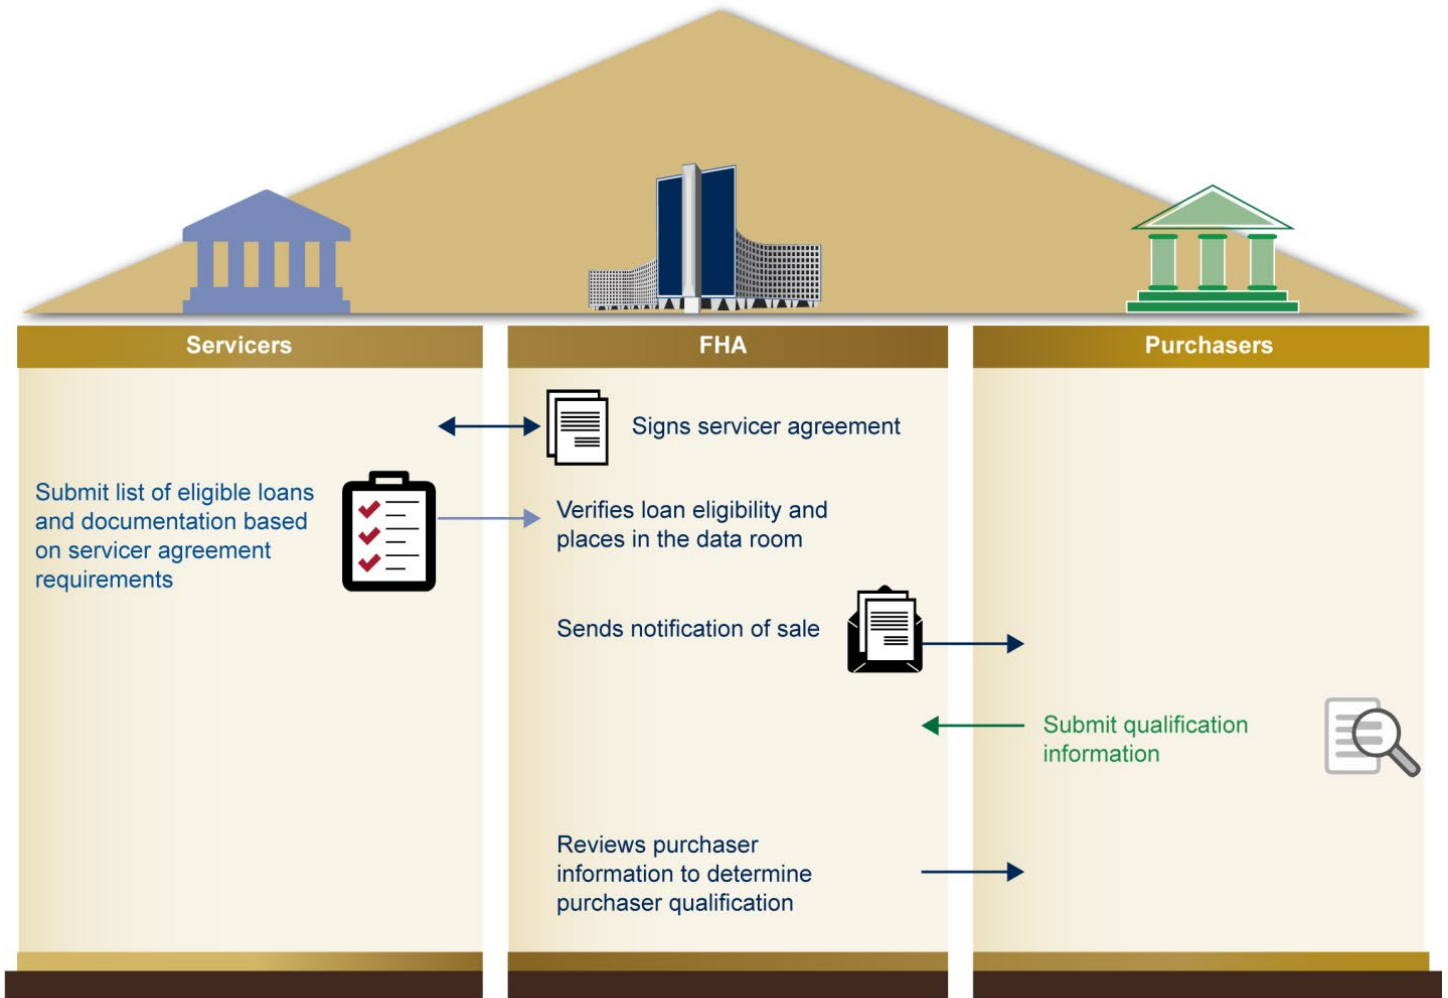 Servicers
FHA
Purchasers
Signs servicer agreement
Submit list of eligible loans
and documentation based
on servicer agreement
requirements
Verifies loan eligibility and
places in the data room
Sends notification of sale
Submit qualification
information
Reviews purchaser
information to determine
purchaser qualification